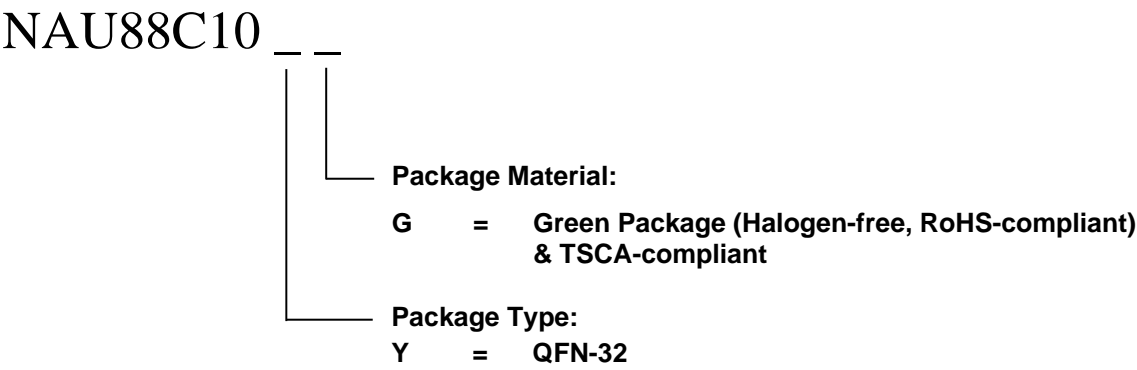 NAU88C10 _ _
Package Material:
G = Green Package (Halogen-free, RoHS-compliant)
& TSCA-compliant
Package Type:
Y = QFN-32